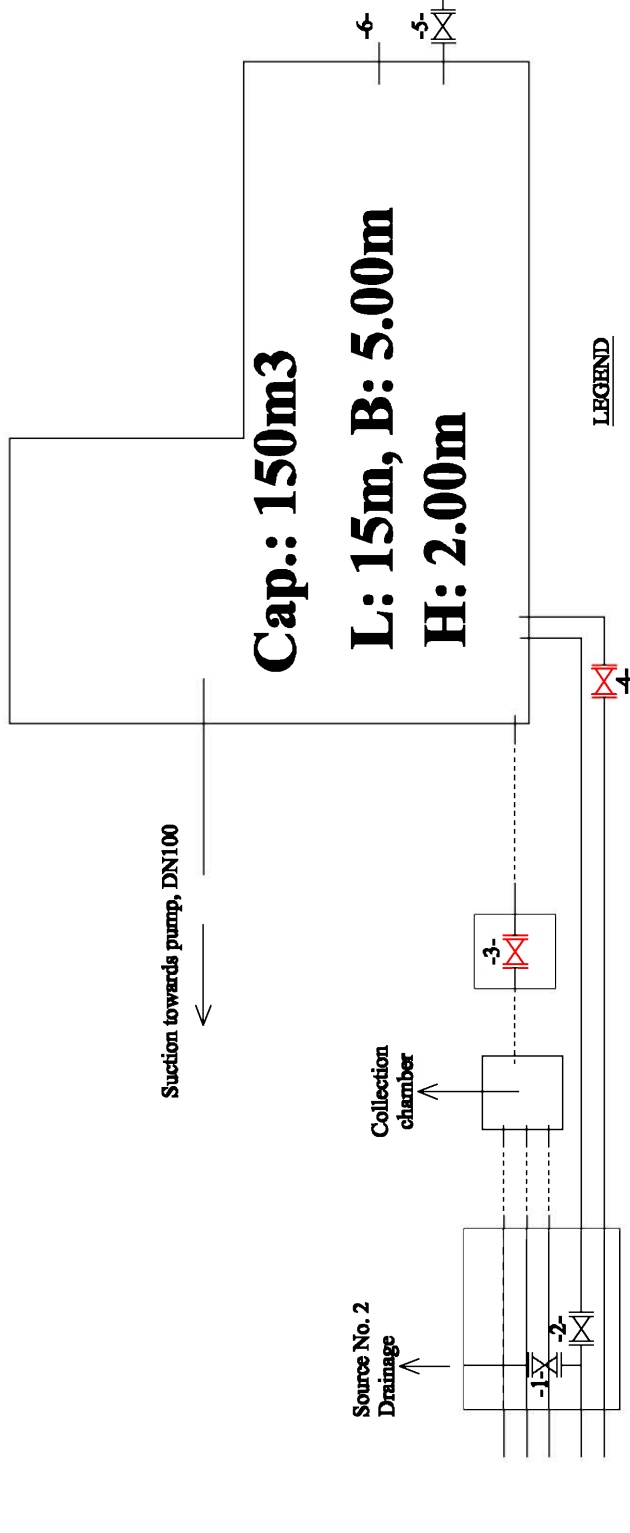 -6-
-5-
Cap.: 150m3
L: 15m, B: 5.00m
H: 2.00m
LEGEND
Suction towards pump, DN100
-4-
-3-
Collection
chamber
Source No. 2
Drainage
-2-
-1-